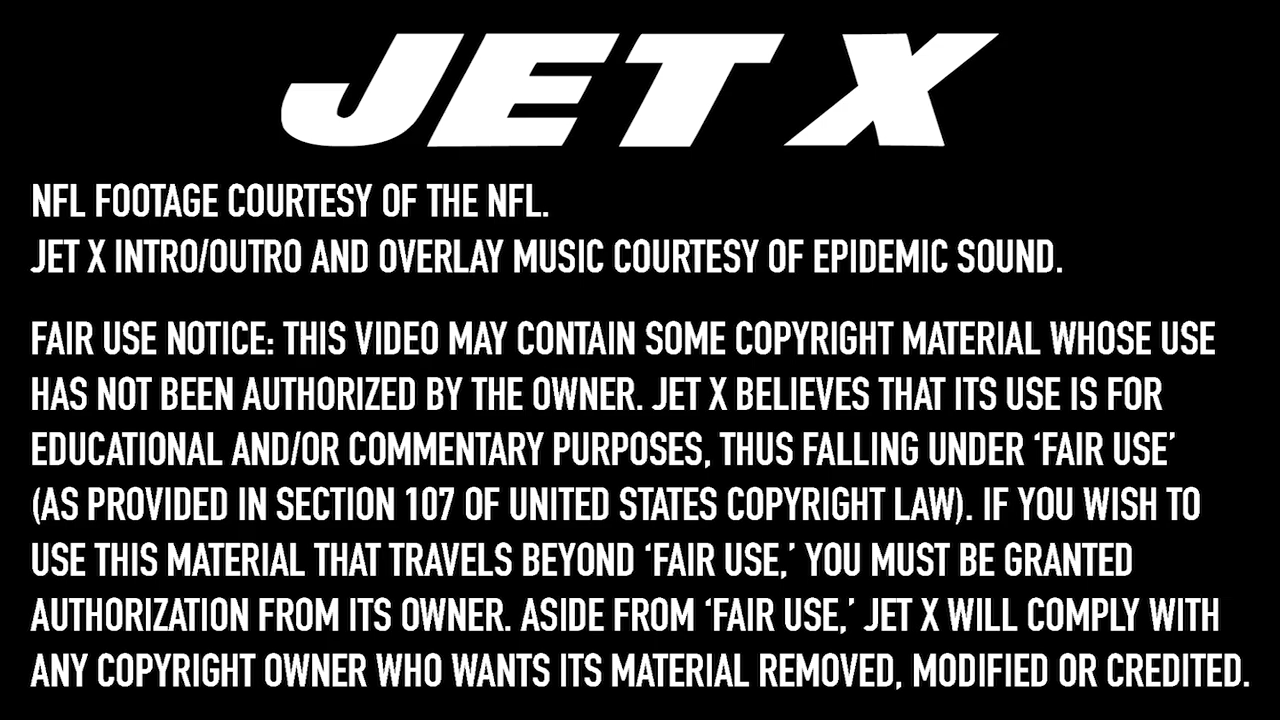 JET X
NFL FOOTAGE COURTESY OF THE NFL.
JET X INTRO/OUTRO AND OVERLAY MUSIC COURTESY OF EPIDEMIC SOUND.
FAIR USE NOTICE: THIS VIDEO MAY CONTAIN SOME COPYRIGHT MATERIAL WHOSE USE
HAS NOT BEEN AUTHORIZED BY THE OWNER. JET X BELIEVES THAT ITS USE IS FOR
EDUCATIONAL AND/OR COMMENTARY PURPOSES, THUS FALLING UNDER ‘FAIR USE’
(AS PROVIDED IN SECTION 107 OF UNITED STATES COPYRIGHT LAW). IF YOU WISH TO
USE THIS MATERIAL THAT TRAVELS BEYOND ‘FAIR USE,’ YOU MUST BE GRANTED
AUTHORIZATION FROM ITS OWNER. ASIDE FROM ‘FAIR USE,’ JET X WILL COMPLY WITH
ANY COPYRIGHT OWNER WHO WANTS ITS MATERIAL REMOVED, MODIFIED OR CREDITED.